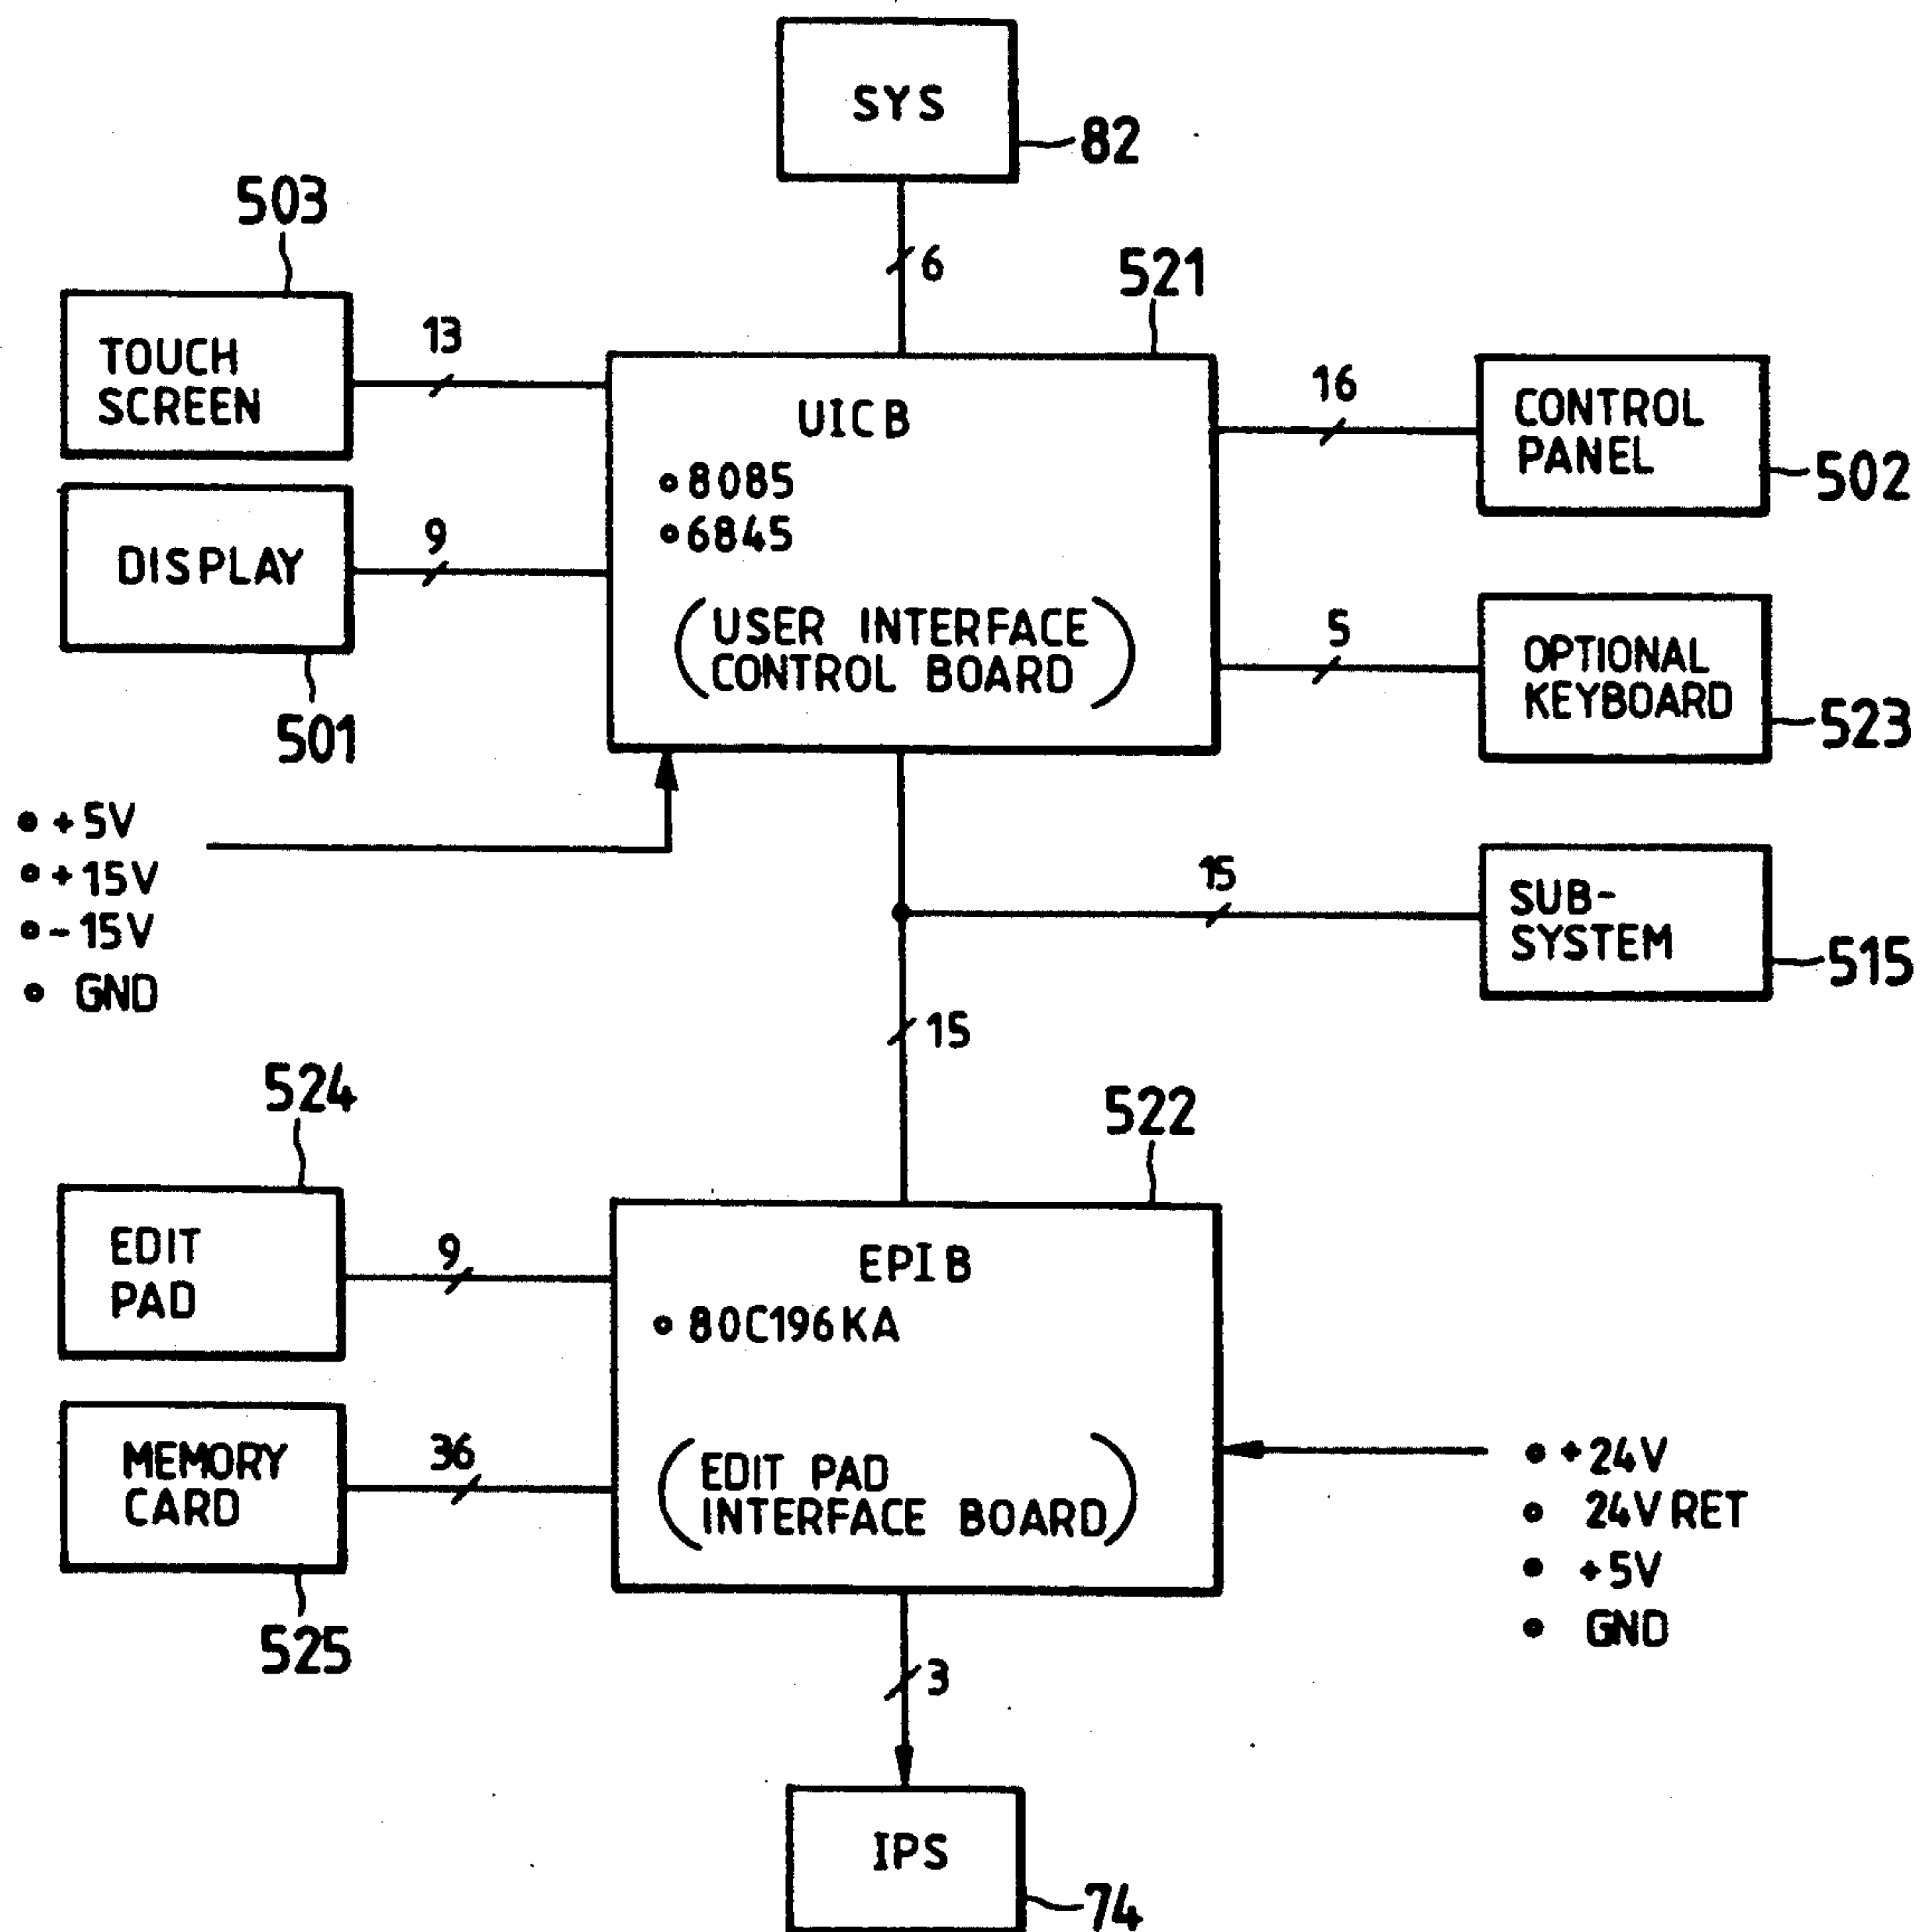 SYS
82
503
6
521
13
TOUCH
SCREEN
16
CONTROL
PANEL
502
UICB
8085
6845
9
DISPLAY
501
(USER INTERFACE
CONTROL BOARD)
5
OPTIONAL
KEYBOARD
523
+5V
+15V
-15V
GND
15
SUB-
SYSTEM
515
15
524
522
EDIT
PAD
9
EPIB
80C196KA
MEMORY
CARD
36
525
(EDIT PAD
INTERFACE BOARD)
+24V
24V RET
+5V
GND
3
IPS
74